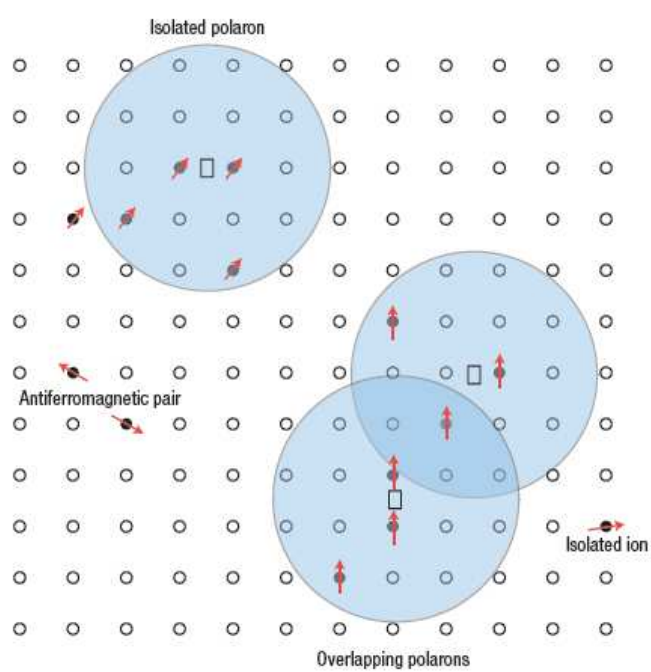 Isolated polaron
Antiferromagnetic pair
Isolated ion
Overlapping polarons